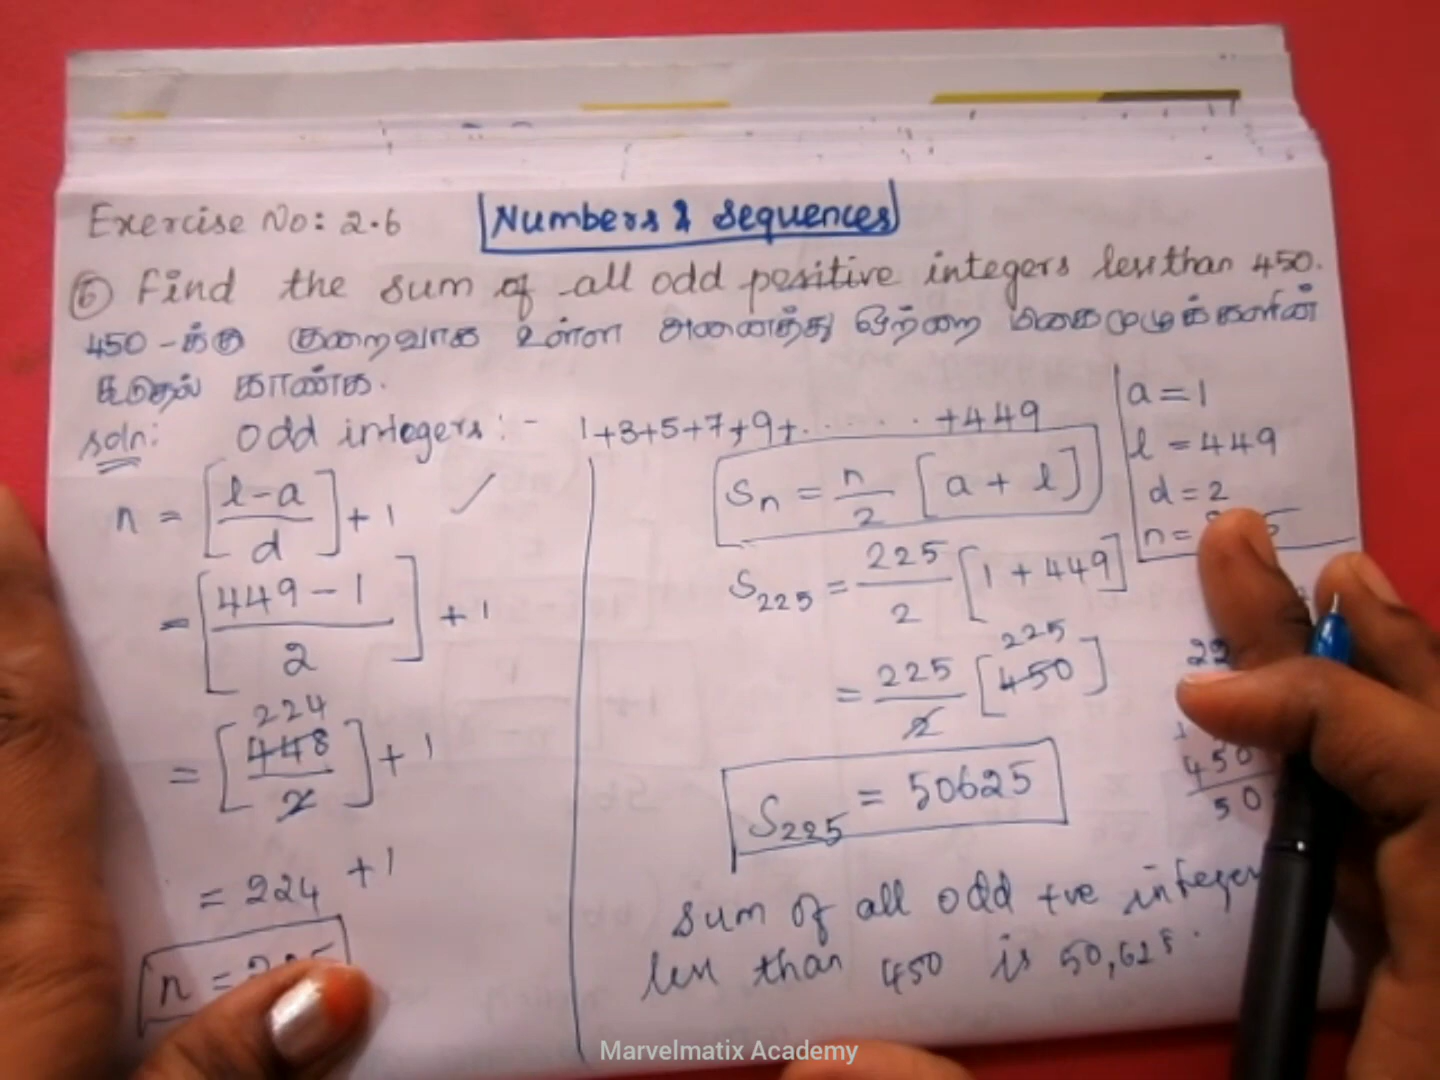 Exercise No: 2.6
Numbers & Sequences
⑥ Find the sum of all odd positive integers less than 450.
450-க்கு குறைவாக உள்ள அனைத்து ஒற்றை மிகை முழுக்களின்
கூடுதல் காண்க.
soln: Odd integers :- 1+3+5+7+9+...... +449
a = 1
l = 449
d = 2
n =
n = [l-a/d] + 1 ✓
= [449-1/2] + 1
= [448/2] + 1
224
= 224 + 1
n =
Sn = n/2 [a + l]
S225 = 225/2 [1 + 449]
= 225/2 [450]
225
S225 = 50625
450
50
sum of all odd +ve integer
less than 450 is 50,625.
Marvelmatix Academy